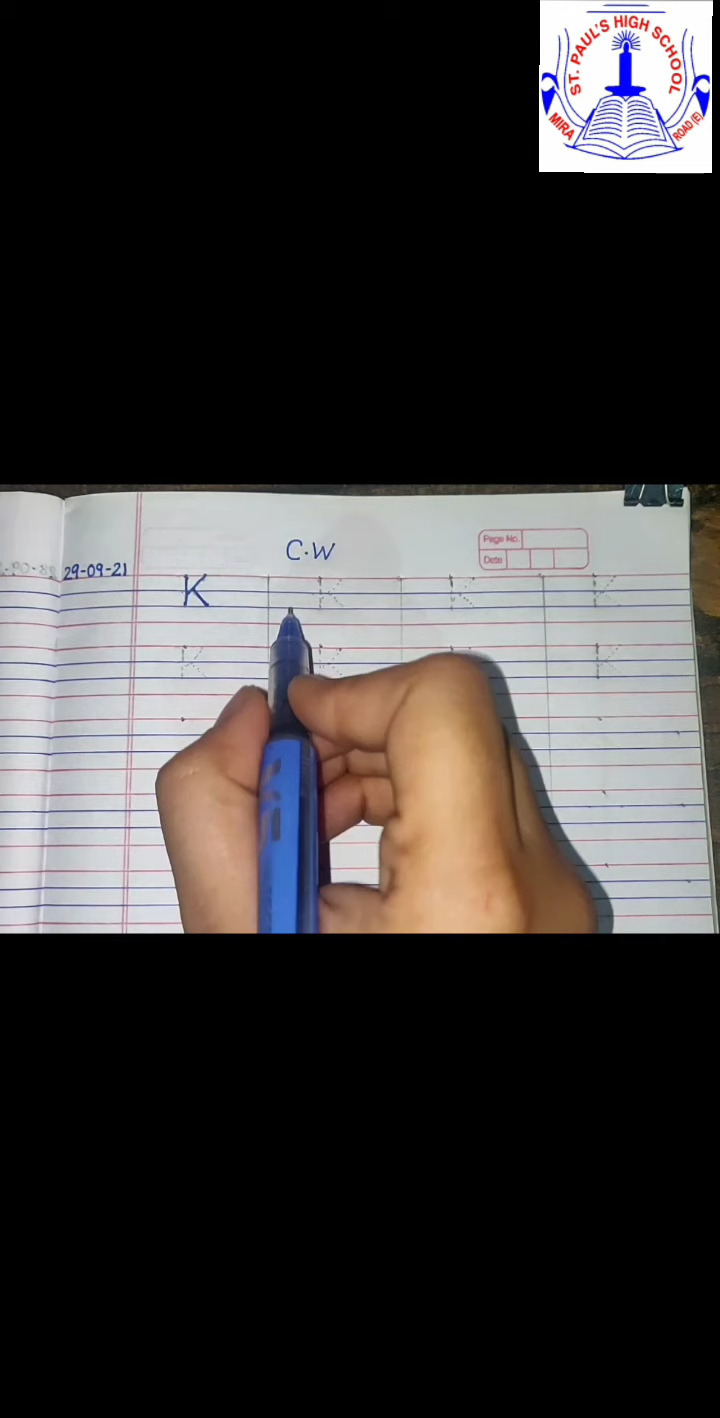 ST. PAUL'S HIGH SCHOOL
MIRA ROAD (E)
C.W
Page No.
Date
29-09-21
K K K K
K K K